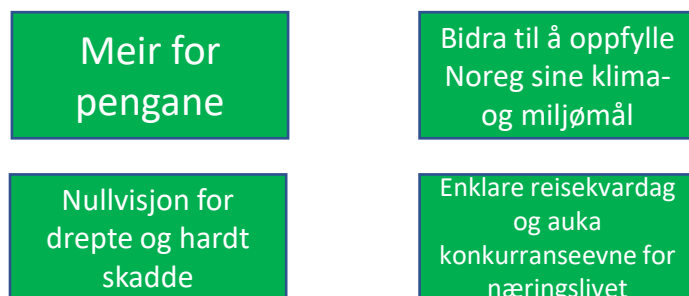 Meir for
pengane
Bidra til å oppfylle
Noreg sine klima-
og miljømål
Nullvisjon for
drepte og hardt
skadde
Enklare reisekvardag
og auka
konkurranseevne for
næringslivet